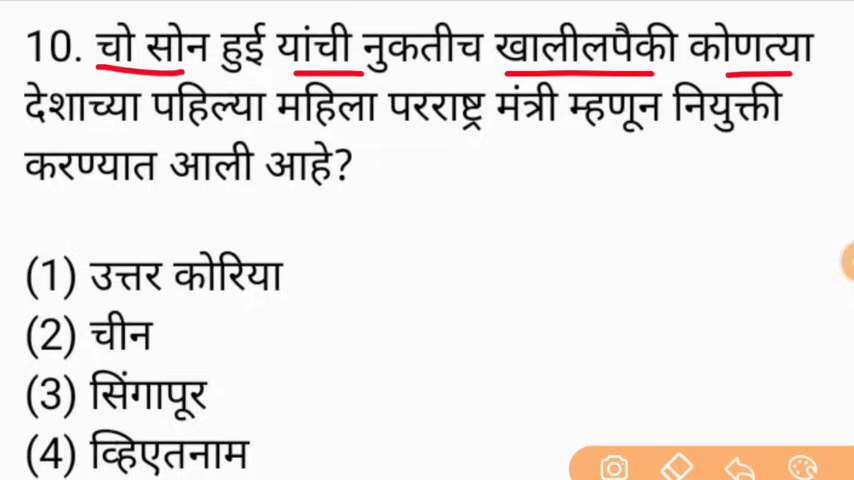 10. चो सोन हुई यांची नुकतीच खालीलपैकी कोणत्या
देशाच्या पहिल्या महिला परराष्ट्र मंत्री म्हणून नियुक्ती
करण्यात आली आहे?
(1) उत्तर कोरिया
(2) चीन
(3) सिंगापूर
(4) व्हिएतनाम